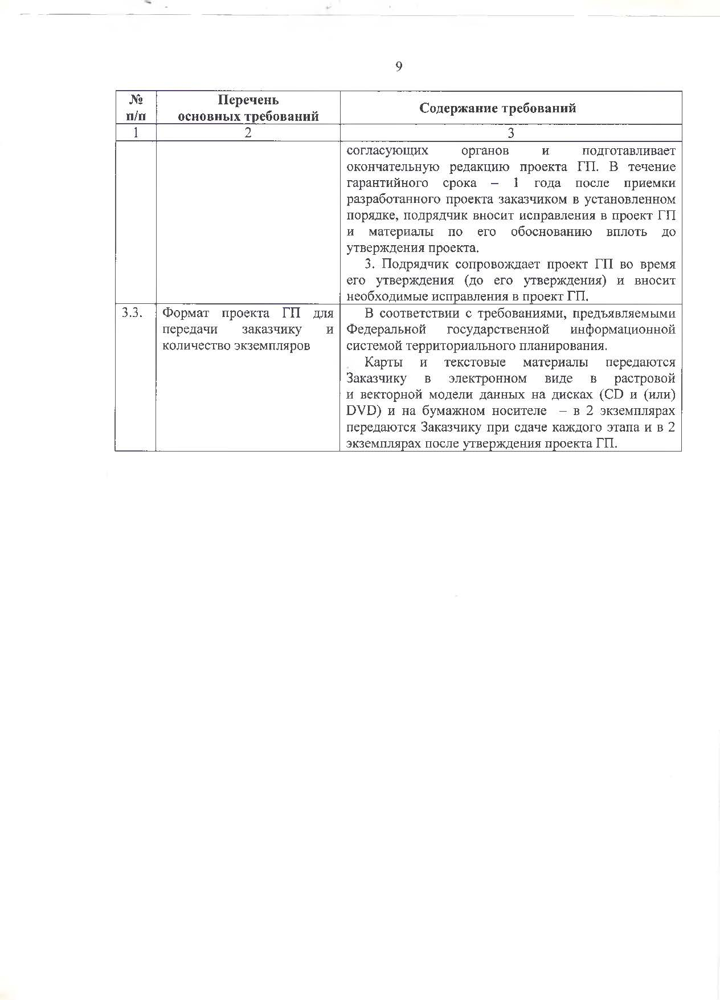 9
№
п/п
Перечень
основных требований
Содержание требований
1
2
3
согласующих органов и подготавливает
окончательную редакцию проекта ГП. В течение
гарантийного срока – 1 года после приемки
разработанного проекта заказчиком в установленном
порядке, подрядчик вносит исправления в проект ГП
и материалы по его обоснованию вплоть до
утверждения проекта.
3. Подрядчик сопровождает проект ГП во время
его утверждения (до его утверждения) и вносит
необходимые исправления в проект ГП.
3.3.
Формат проекта ГП для
передачи заказчику и
количество экземпляров
В соответствии с требованиями, предъявляемыми
Федеральной государственной информационной
системой территориального планирования.
Карты и текстовые материалы передаются
Заказчику в электронном виде в растровой
и векторной модели данных на дисках (CD и (или)
DVD) и на бумажном носителе – в 2 экземплярах
передаются Заказчику при сдаче каждого этапа и в 2
экземплярах после утверждения проекта ГП.